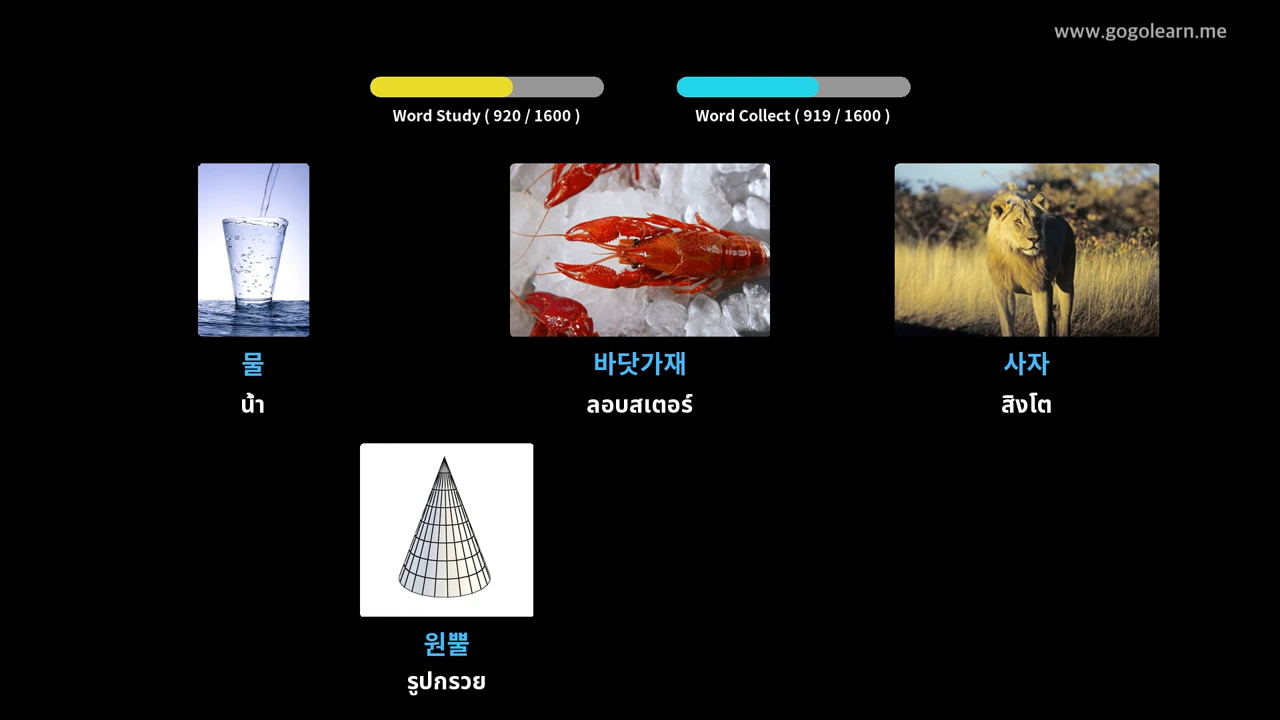 www.gogolearn.me
Word Study ( 920 / 1600 )
Word Collect ( 919 / 1600 )
물
น้ำ
바닷가재
ลอบสเตอร์
사자
สิงโต
원뿔
รูปกรวย